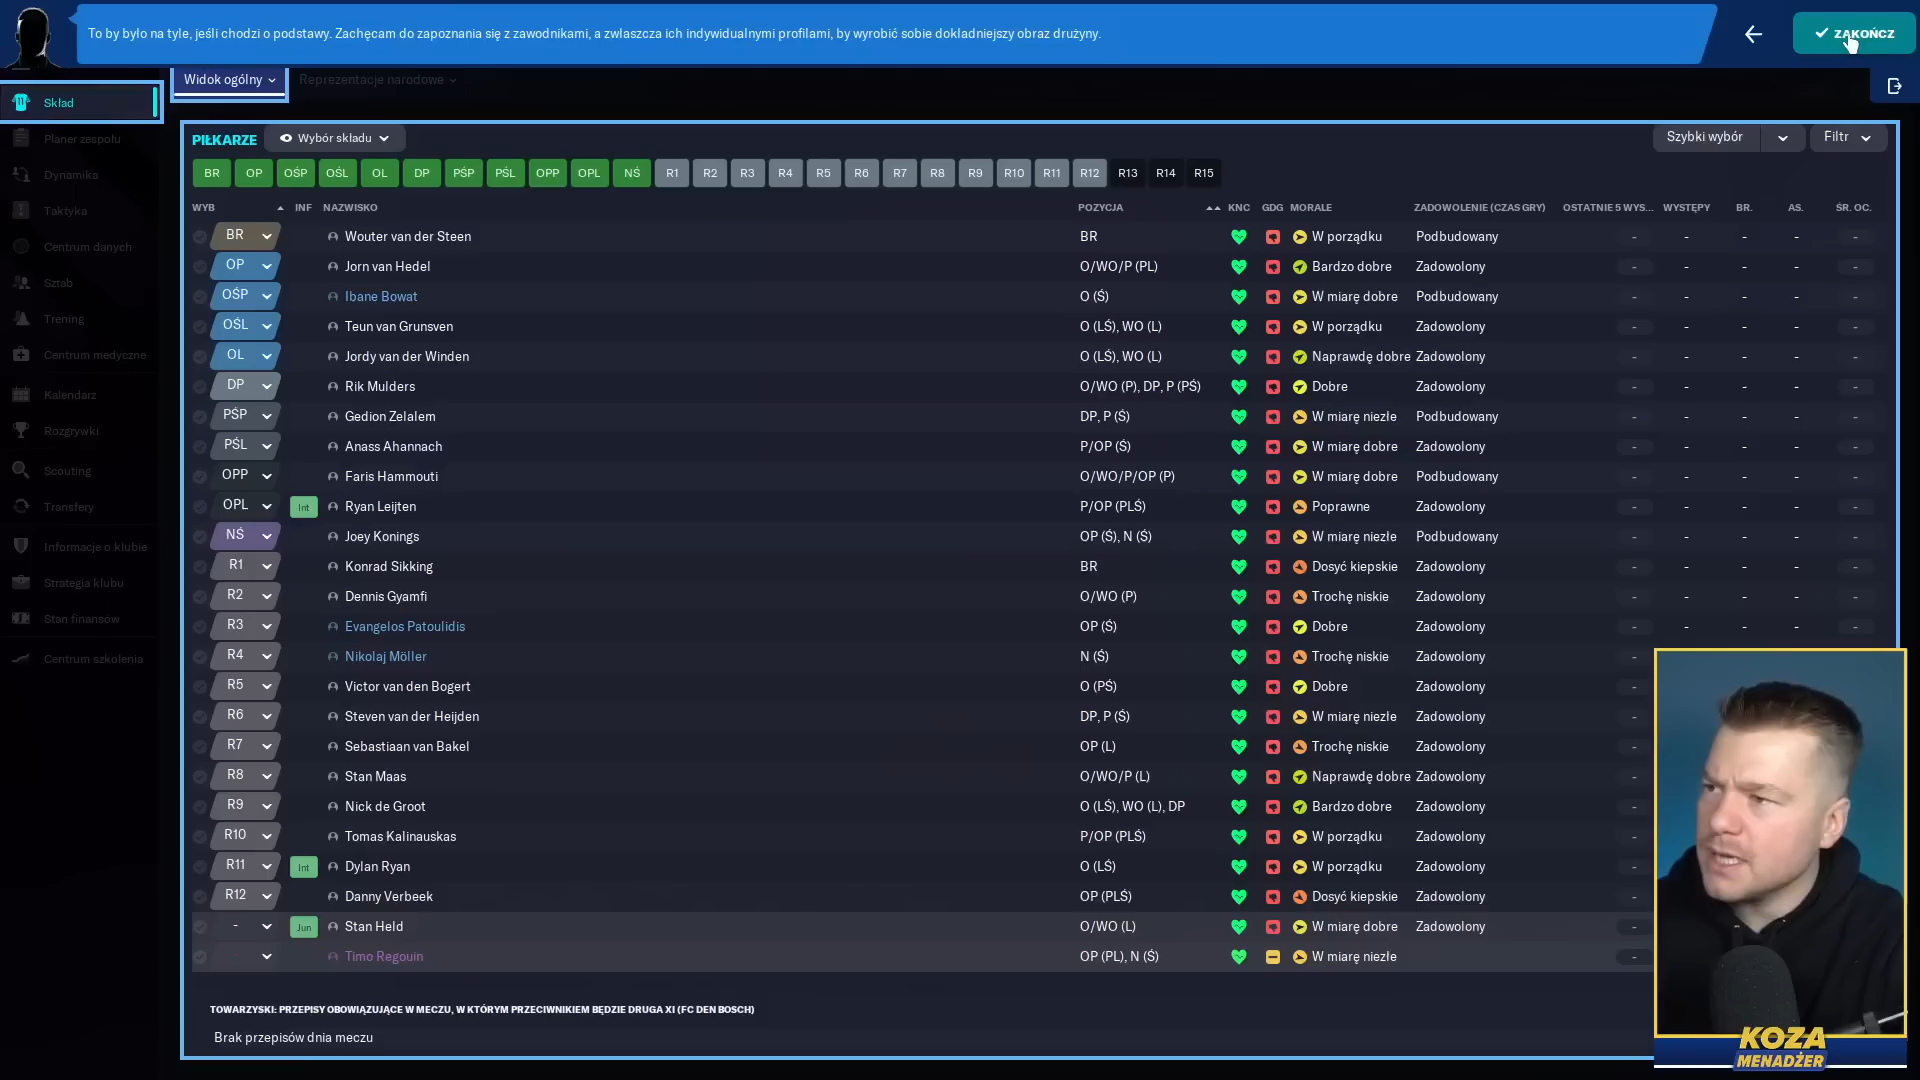 To by było na tyle, jeśli chodzi o podstawy. Zachęcam do zapoznania się z zawodnikami, a zwłaszcza ich indywidualnymi profilami, by wyrobić sobie dokładniejszy obraz drużyny.
ZAKOŃCZ
Widok ogólny
Reprezentacje narodowe
Skład
Planer zespołu
Dynamika
Taktyka
Centrum danych
Sztab
Trening
Centrum medyczne
Kalendarz
Rozgrywki
Scouting
Transfery
Informacje o klubie
Strategia klubu
Stan finansów
Centrum szkolenia
PIŁKARZE Wybór składu Szybki wybór Filtr
BR OP OŚP OŚL OL DP PŚP PŚL OPP OPL NŚ R1 R2 R3 R4 R5 R6 R7 R8 R9 R10 R11 R12 R13 R14 R15
WYB INF NAZWISKO POZYCJA KNC GDG MORALE ZADOWOLENIE (CZAS GRY) OSTATNIE 5 WYS... WYSTĘPY BR. AS. ŚR. OC.
BR Wouter van der Steen BR W porządku Podbudowany - - - - -
OP Jorn van Hedel O/WO/P (PL) Bardzo dobre Zadowolony - - - - -
OŚP Ibane Bowat O (Ś) W miarę dobre Podbudowany - - - - -
OŚL Teun van Grunsven O (LŚ), WO (L) W porządku Zadowolony - - - - -
OL Jordy van der Winden O (LŚ), WO (L) Naprawdę dobre Zadowolony - - - - -
DP Rik Mulders O/WO (P), DP, P (PŚ) Dobre Zadowolony - - - - -
PŚP Gedion Zelalem DP, P (Ś) W miarę niezłe Podbudowany - - - - -
PŚL Anass Ahannach P/OP (Ś) W miarę dobre Zadowolony - - - - -
OPP Faris Hammouti O/WO/P/OP (P) W miarę dobre Podbudowany - - - - -
OPL Int Ryan Leijten P/OP (PLŚ) Poprawne Zadowolony - - - - -
NŚ Joey Konings OP (Ś), N (Ś) W miarę niezłe Podbudowany - - - - -
R1 Konrad Sikking BR Dosyć kiepskie Zadowolony - - - - -
R2 Dennis Gyamfi O/WO (P) Trochę niskie Zadowolony - - - - -
R3 Evangelos Patoulidis OP (Ś) Dobre Zadowolony - - - - -
R4 Nikolaj Möller N (Ś) Trochę niskie Zadowolony -
R5 Victor van den Bogert O (PŚ) Dobre Zadowolony -
R6 Steven van der Heijden DP, P (Ś) W miarę niezłe Zadowolony -
R7 Sebastiaan van Bakel OP (L) Trochę niskie Zadowolony -
R8 Stan Maas O/WO/P (L) Naprawdę dobre Zadowolony -
R9 Nick de Groot O (LŚ), WO (L), DP Bardzo dobre Zadowolony -
R10 Tomas Kalinauskas P/OP (PLŚ) W porządku Zadowolony -
R11 Int Dylan Ryan O (LŚ) W porządku Zadowolony -
R12 Danny Verbeek OP (PLŚ) Dosyć kiepskie Zadowolony -
- Jun Stan Held O/WO (L) W miarę dobre Zadowolony -
Timo Regouin OP (PL), N (Ś) W miarę niezłe -
TOWARZYSKI: PRZEPISY OBOWIĄZUJĄCE W MECZU, W KTÓRYM PRZECIWNIKIEM BĘDZIE DRUGA XI (FC DEN BOSCH)
Brak przepisów dnia meczu
KOZA
MENADŻER